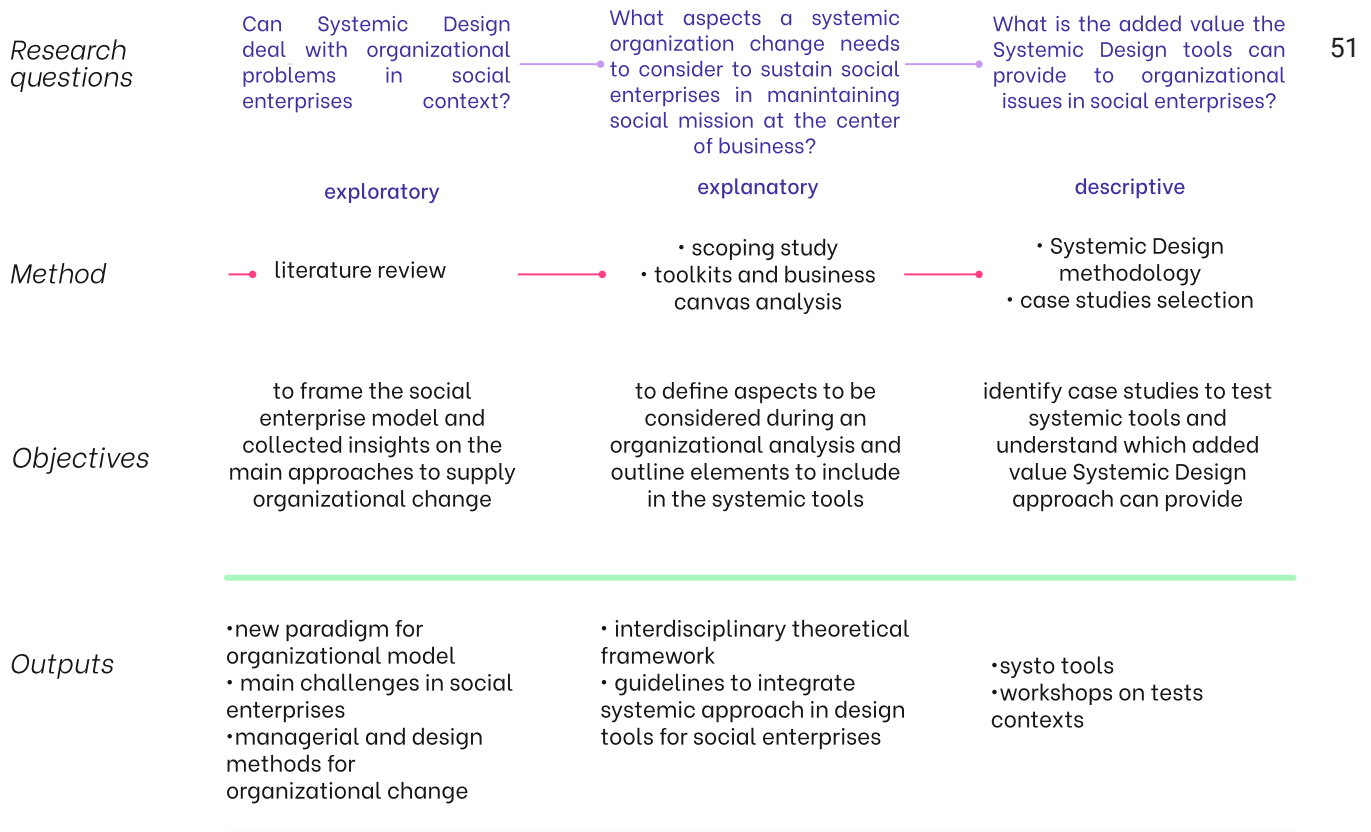 51
Research
questions
Can Systemic Design
deal with organizational
problems in social
enterprises context?
What aspects a systemic
organization change needs
to consider to sustain social
enterprises in manintaining
social mission at the center
of business?
What is the added value the
Systemic Design tools can
provide to organizational
issues in social enterprises?
exploratory
explanatory
descriptive
Method
literature review
• scoping study
• toolkits and business
canvas analysis
• Systemic Design
methodology
• case studies selection
Objectives
to frame the social
enterprise model and
collected insights on the
main approaches to supply
organizational change
to define aspects to be
considered during an
organizational analysis and
outline elements to include
in the systemic tools
identify case studies to test
systemic tools and
understand which added
value Systemic Design
approach can provide
Outputs
•new paradigm for
organizational model
• main challenges in social
enterprises
•managerial and design
methods for
organizational change
• interdisciplinary theoretical
framework
• guidelines to integrate
systemic approach in design
tools for social enterprises
•systo tools
•workshops on tests
contexts